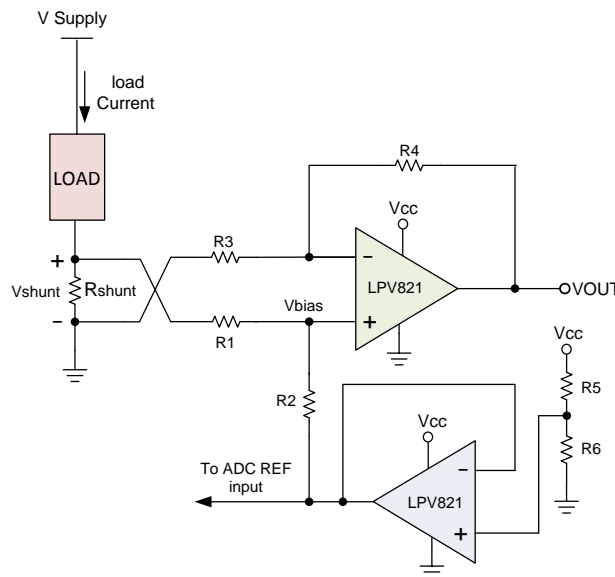 V Supply
load
Current
LOAD
+
Vshunt
Rshunt
-
R3
R4
Vcc
-
LPV821
+
VOUT
Vbias
R1
R2
Vcc
R5
R6
Vcc
-
LPV821
+
To ADC REF
input